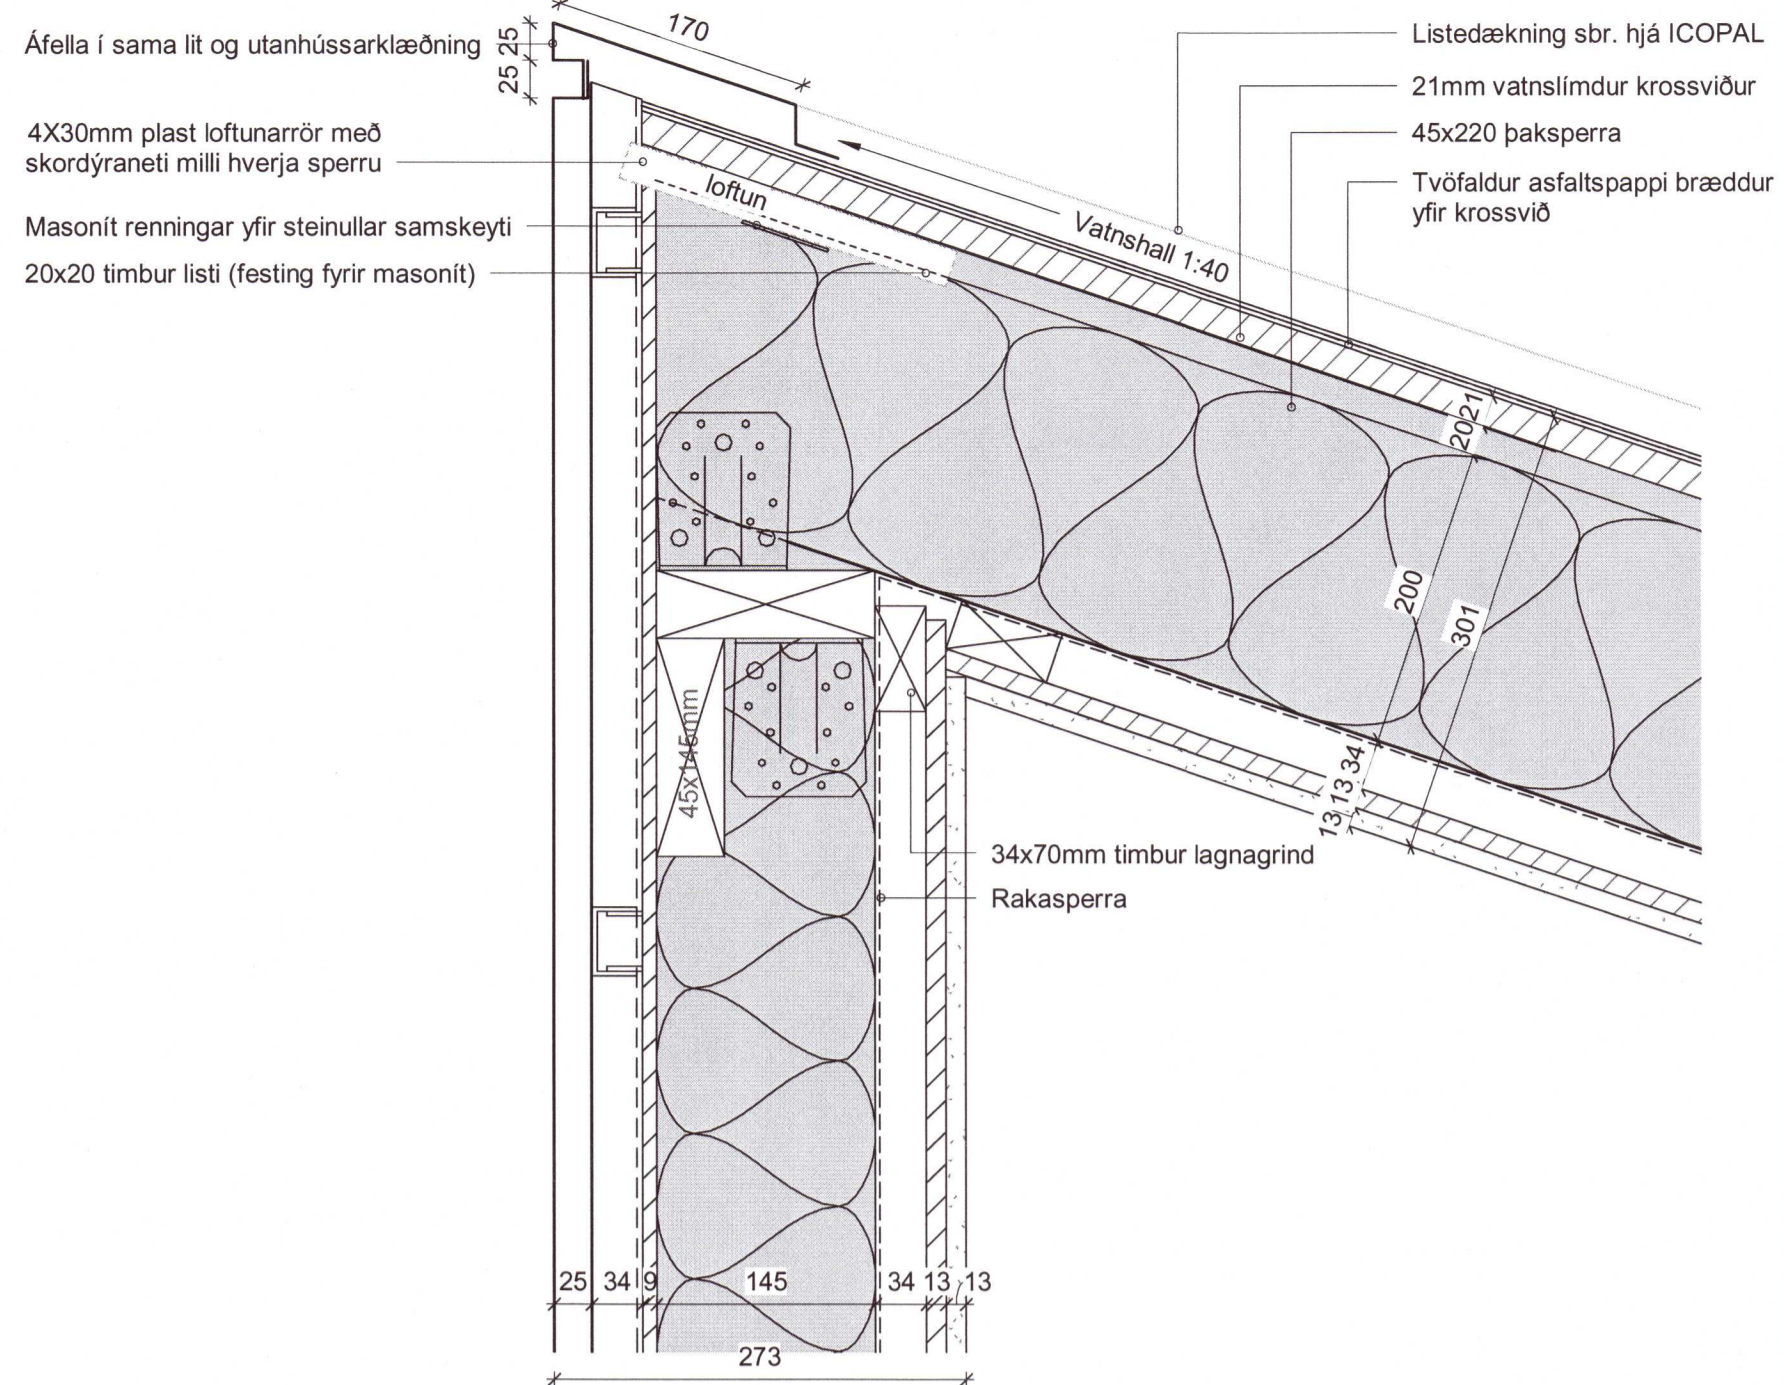 Áfella í sama lit og utanhússarklæðning
25
25
170
4X30mm plast loftunarrör með
skordýraneti milli hverja sperru
Masonít renningar yfir steinullar samskeyti
20x20 timbur listi (festing fyrir masonít)
loftun
Vatnshall 1:40
Listedækning sbr. hjá ICOPAL
21mm vatnslímdur krossviður
45x220 þaksperra
Tvöfaldur asfaltspappi bræddur
yfir krossvið
21
20
200
301
34
13
13
45x145mm
34x70mm timbur lagnagrind
Rakasperra
25 34 9 145 34 13 13
273